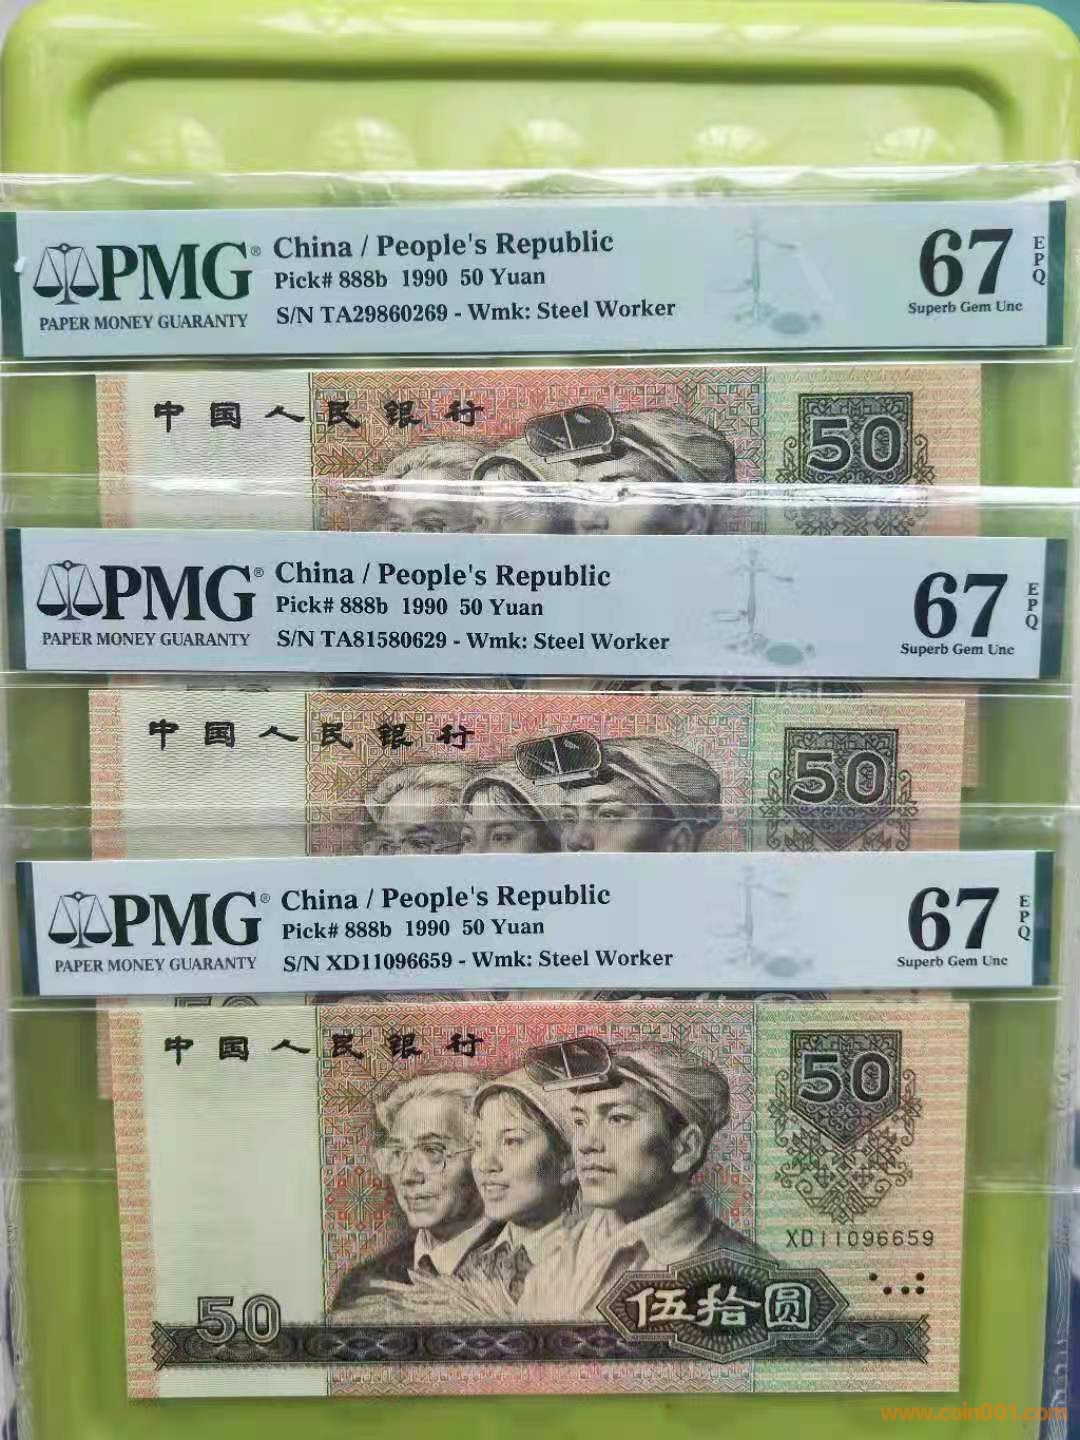 PMG®
PAPER MONEY GUARANTY
China / People's Republic
Pick# 888b 1990 50 Yuan
S/N TA29860269 - Wmk: Steel Worker
67
EPQ
Superb Gem Unc
中国人民银行
50
PMG®
PAPER MONEY GUARANTY
China / People's Republic
Pick# 888b 1990 50 Yuan
S/N TA81580629 - Wmk: Steel Worker
67
EPQ
Superb Gem Unc
伍拾圆
中国人民银行
50
PMG®
PAPER MONEY GUARANTY
China / People's Republic
Pick# 888b 1990 50 Yuan
S/N XD11096659 - Wmk: Steel Worker
67
EPQ
Superb Gem Unc
50
中国人民银行
50
XD11096659
50
伍拾圆
www.coin001.com